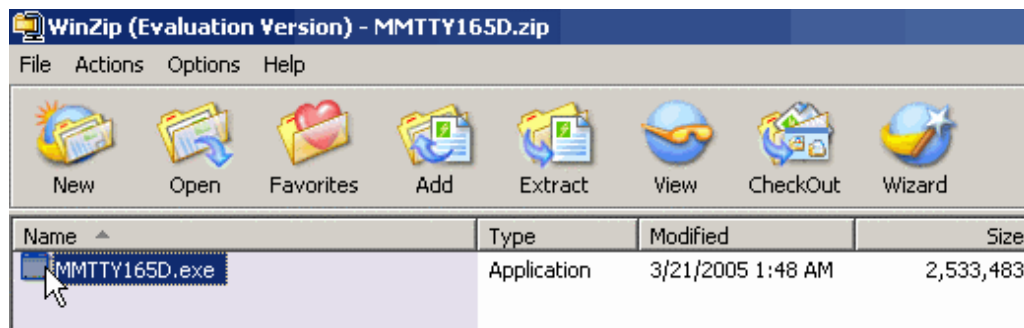 WinZip (Evaluation Version) - MMTTY165D.zip
File Actions Options Help
New Open Favorites Add Extract View CheckOut Wizard
Name Type Modified Size
MMTTY165D.exe Application 3/21/2005 1:48 AM 2,533,483